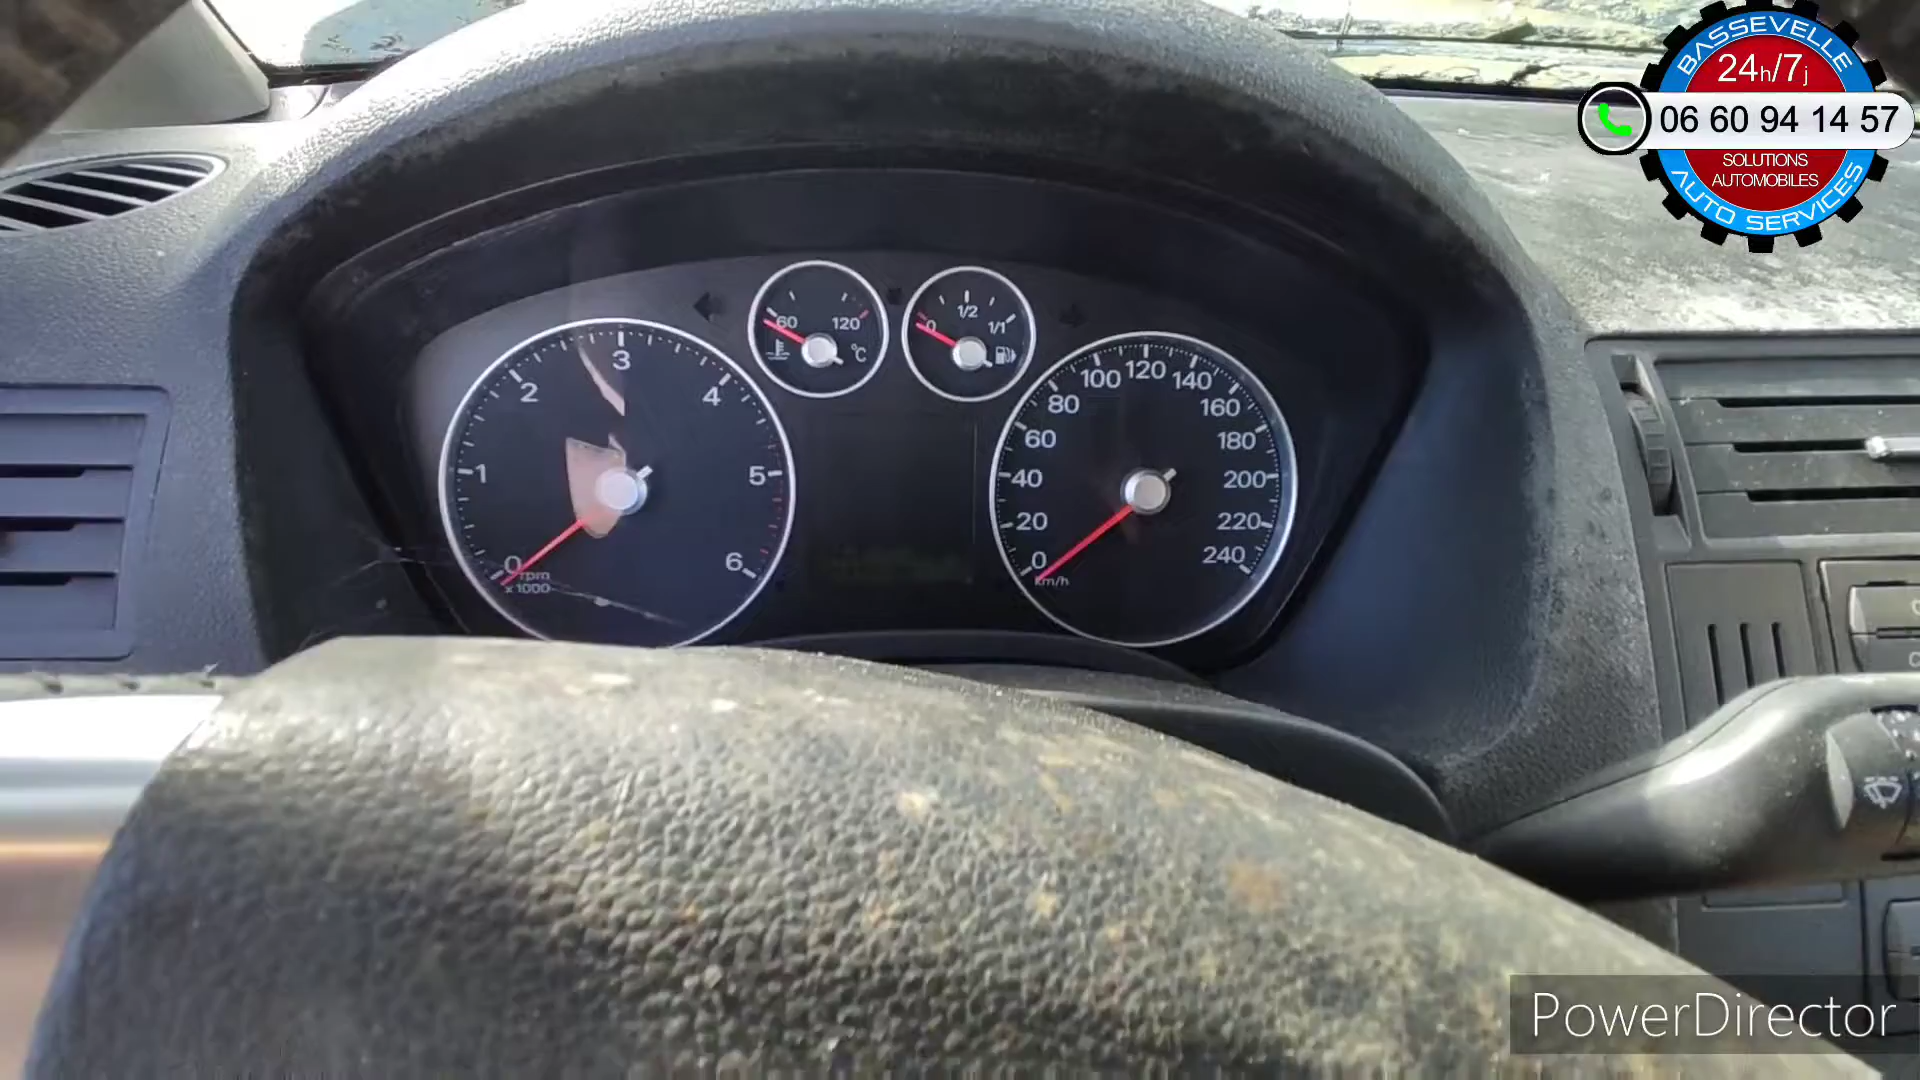 BASSEVELLE
24h/7j
06 60 94 14 57
SOLUTIONS
AUTOMOBILES
AUTO SERVICES
60
120
°C
0
1/2
1/1
0
1
2
3
4
5
6
rpm
x1000
0
20
40
60
80
100
120
140
160
180
200
220
240
km/h
PowerDirector